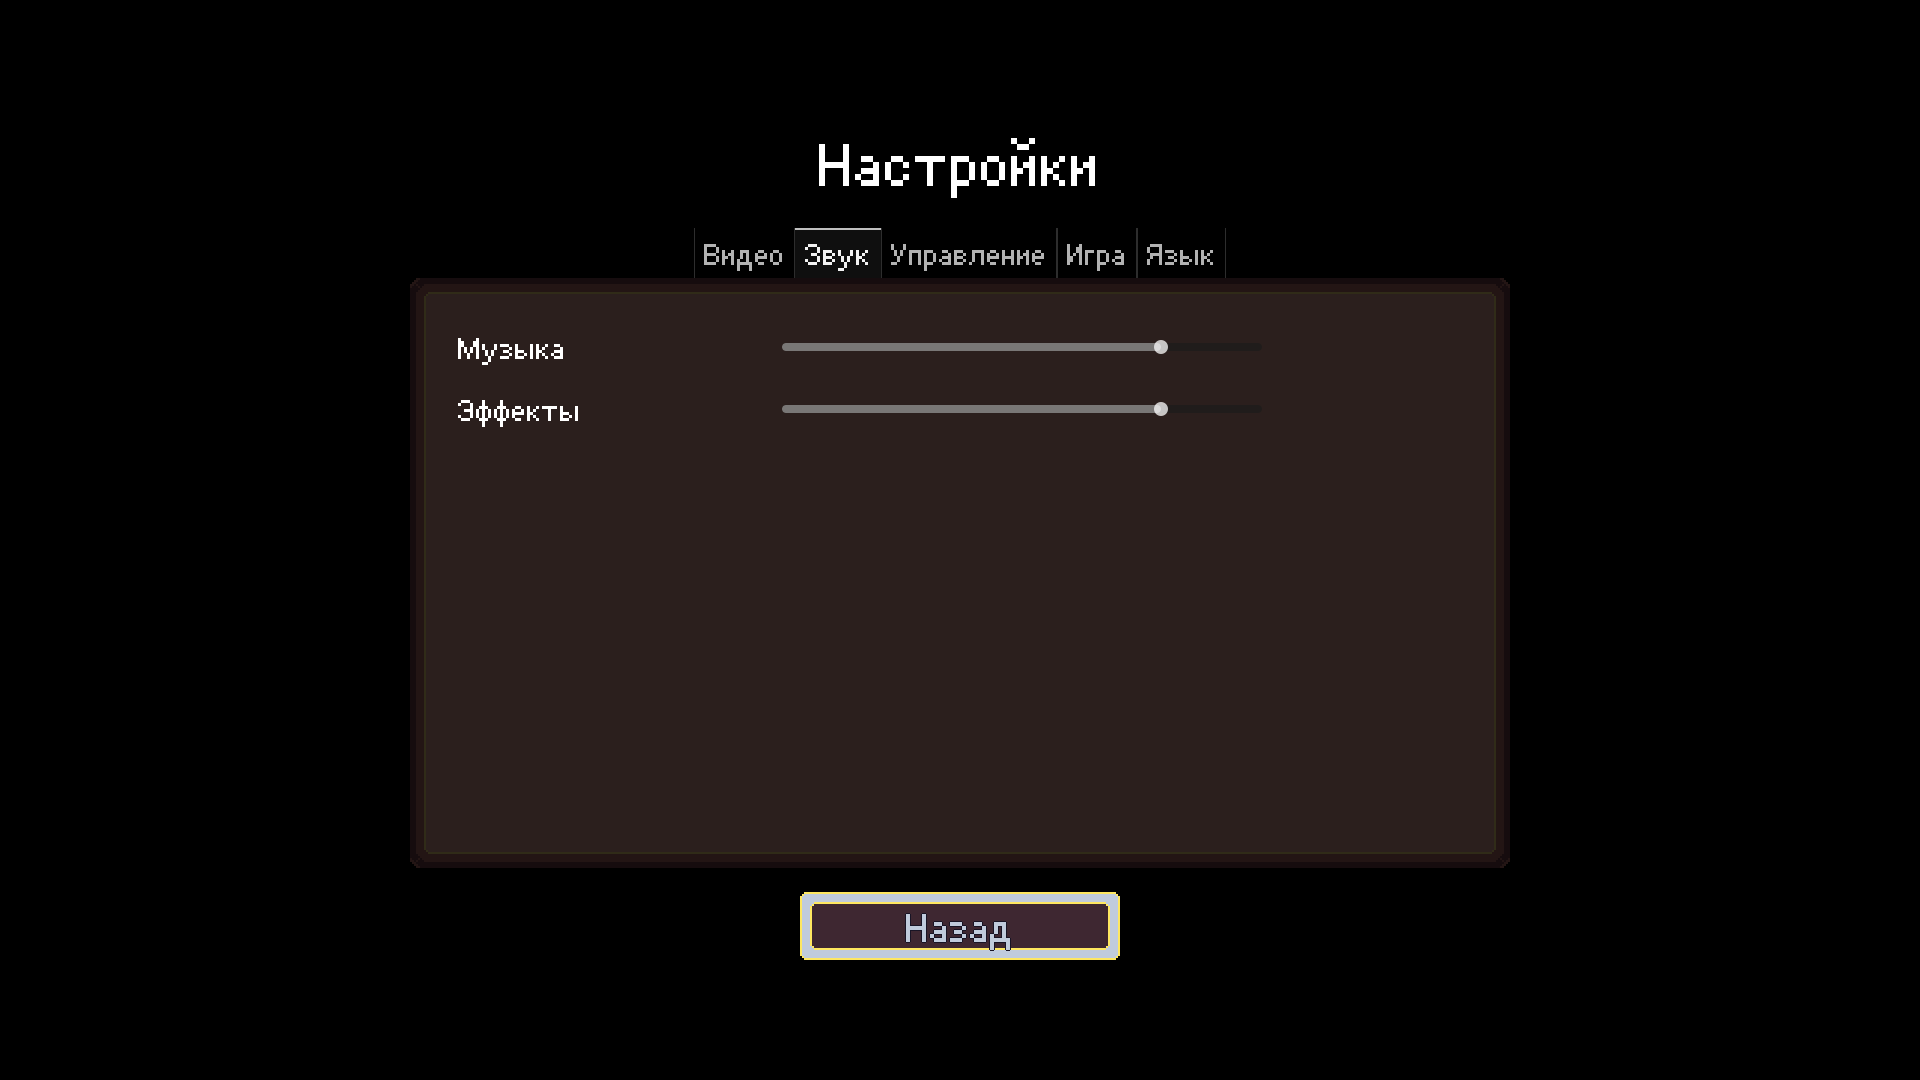 Настройки
Видео Звук Управление Игра Язык
Музыка
Эффекты
Назад